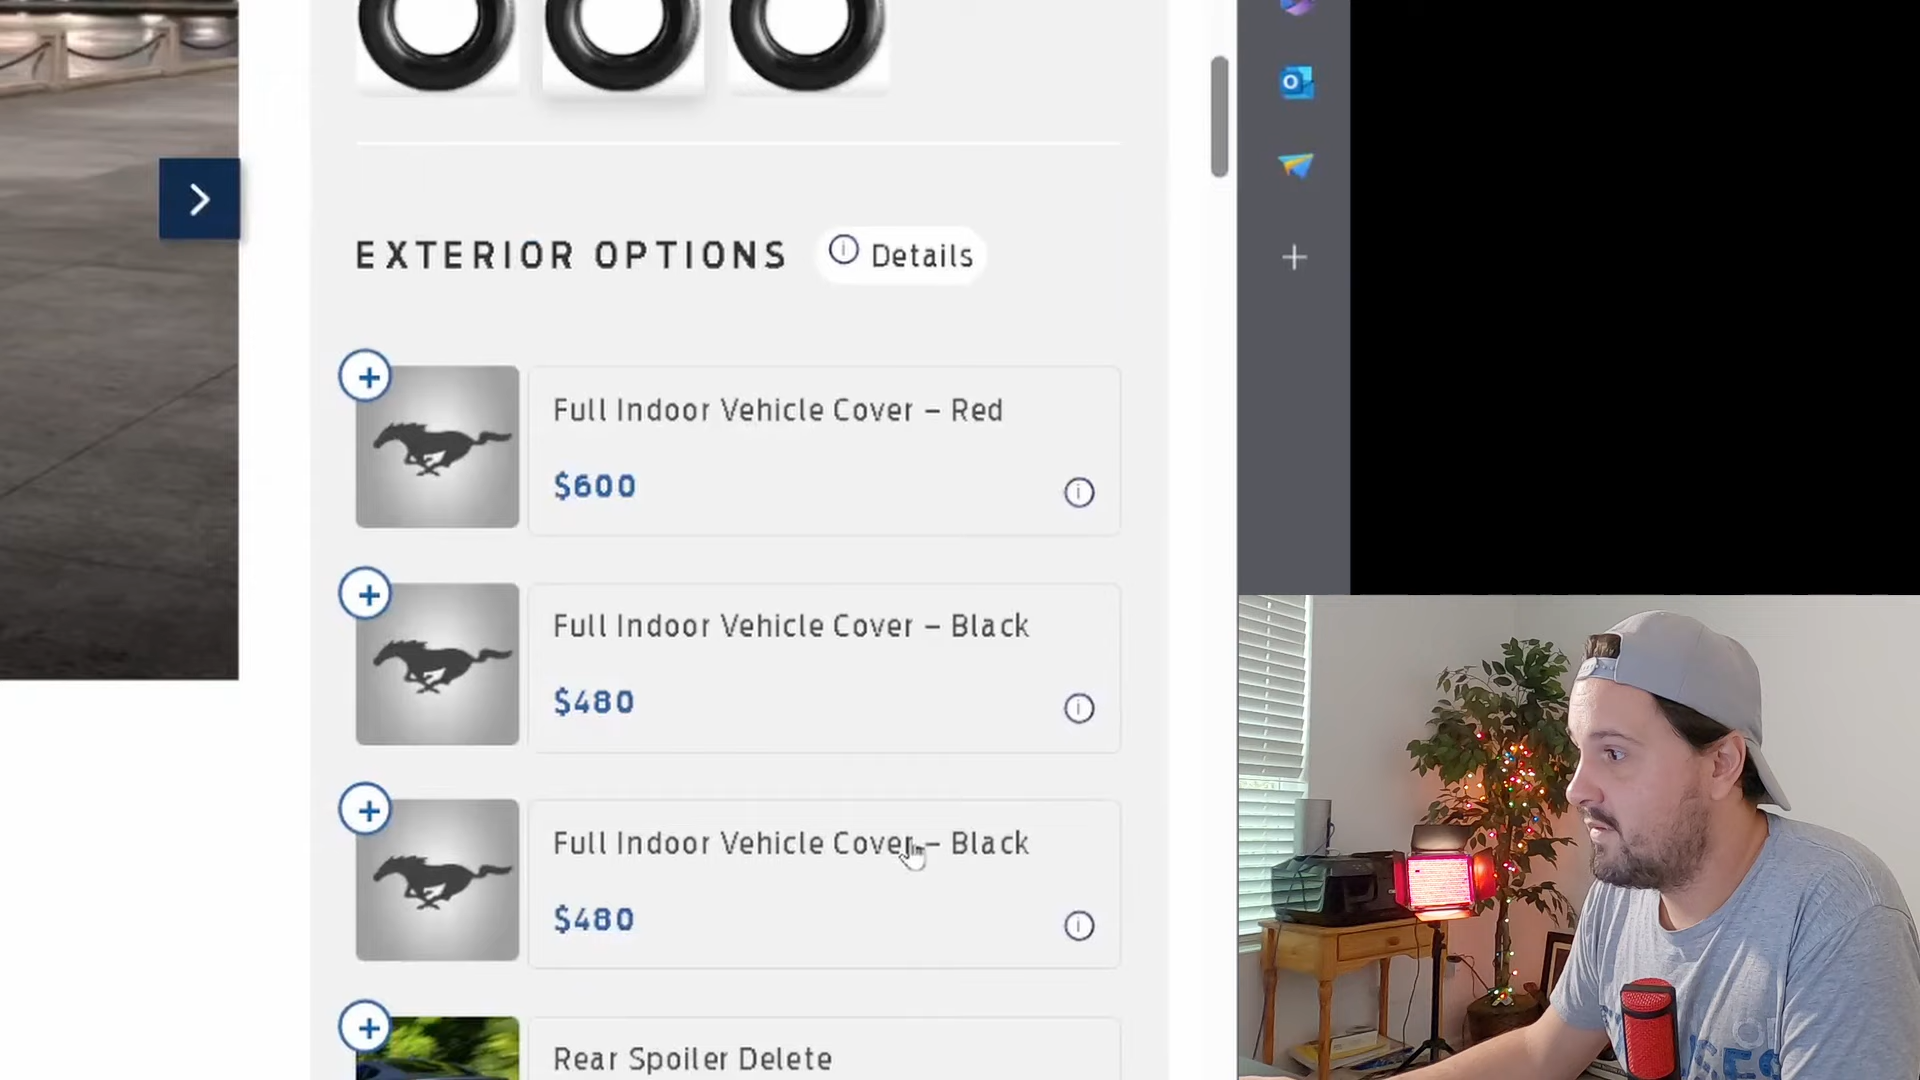 EXTERIOR OPTIONS
Details
Full Indoor Vehicle Cover – Red
$600
Full Indoor Vehicle Cover – Black
$480
Full Indoor Vehicle Cover – Black
$480
Rear Spoiler Delete